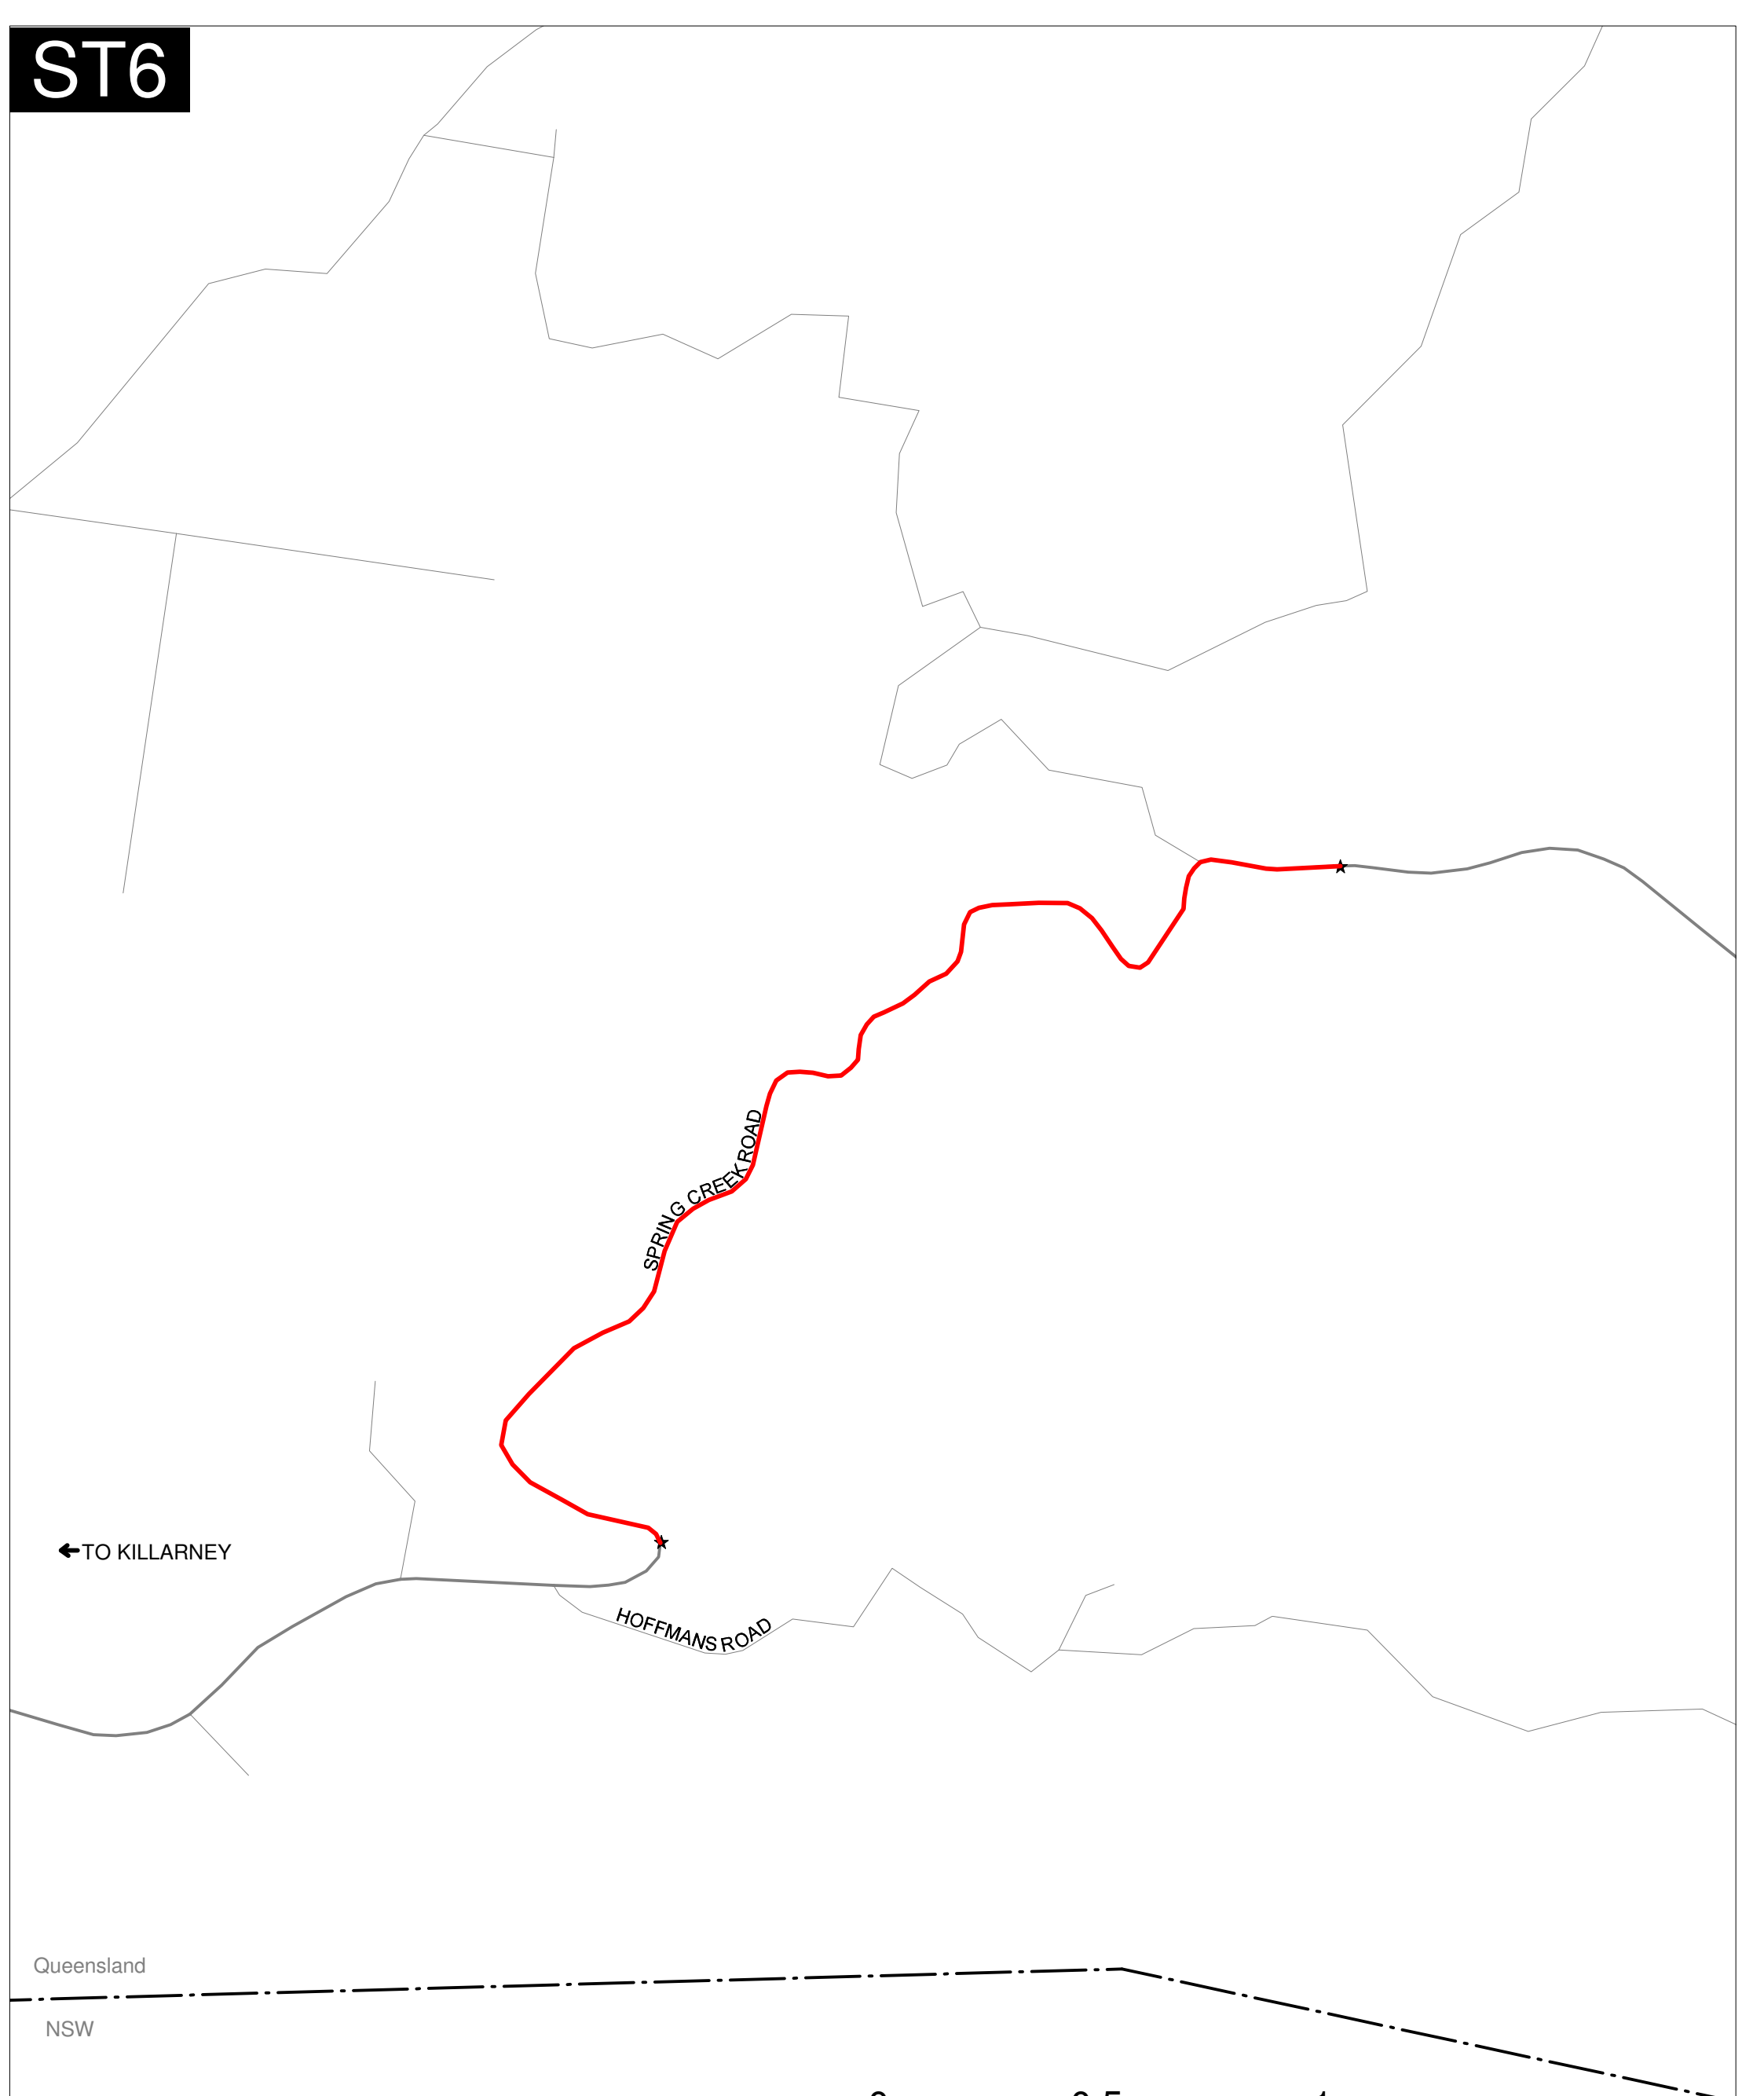 ST6
SPRING CREEK ROAD
TO KILLARNEY
HOFFMANS ROAD
Queensland
NSW